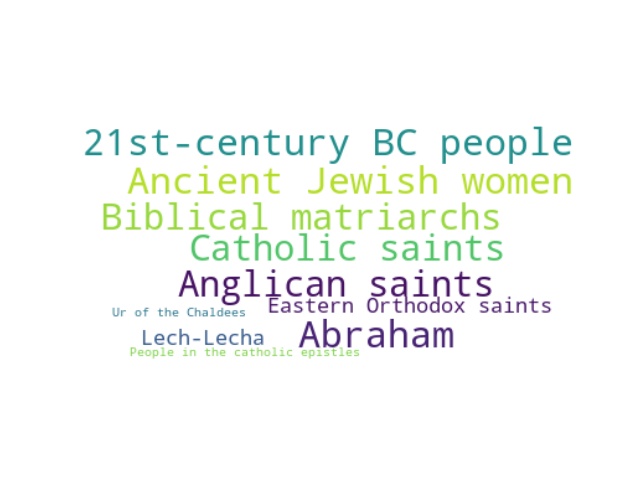 21st-century BC people
Ancient Jewish women
Biblical matriarchs
Catholic saints
Anglican saints
Eastern Orthodox saints
Ur of the Chaldees
Lech-Lecha
Abraham
People in the catholic epistles